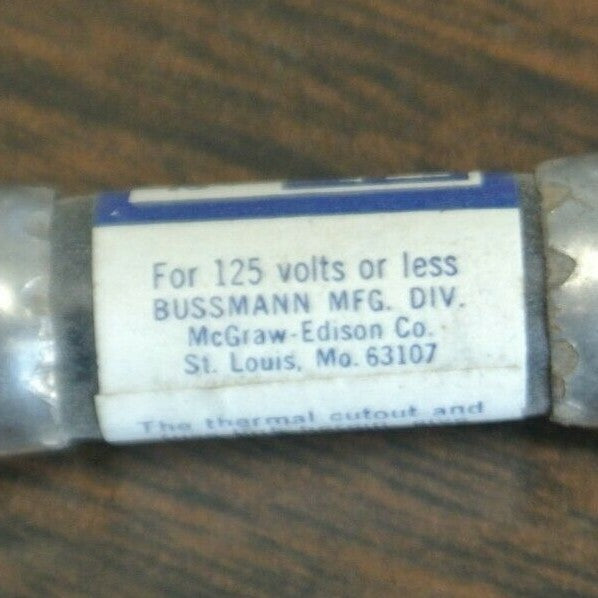 For 125 volts or less
BUSSMANN MFG. DIV.
McGraw-Edison Co.
St. Louis, Mo. 63107
The thermal cutout and